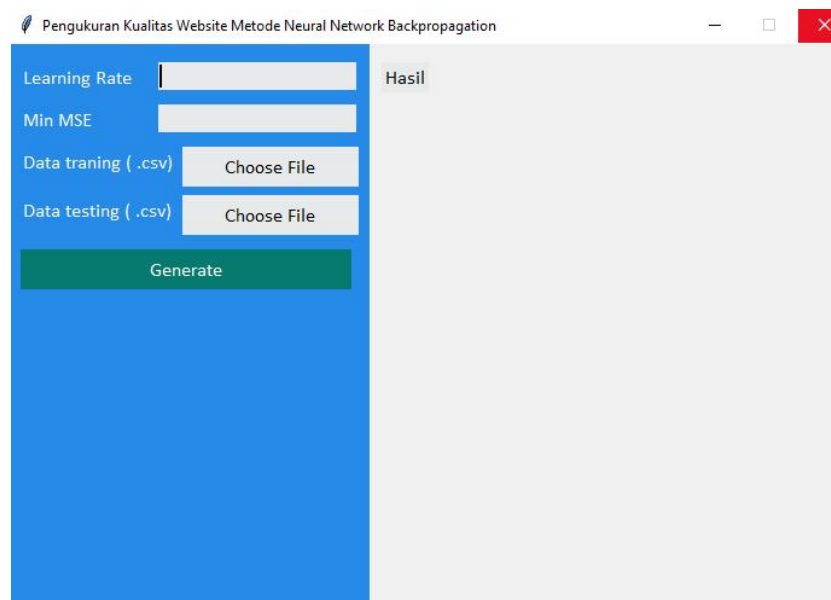 Pengukuran Kualitas Website Metode Neural Network Backpropagation
Learning Rate
Min MSE
Data traning ( .csv) Choose File
Data testing ( .csv) Choose File
Generate
Hasil